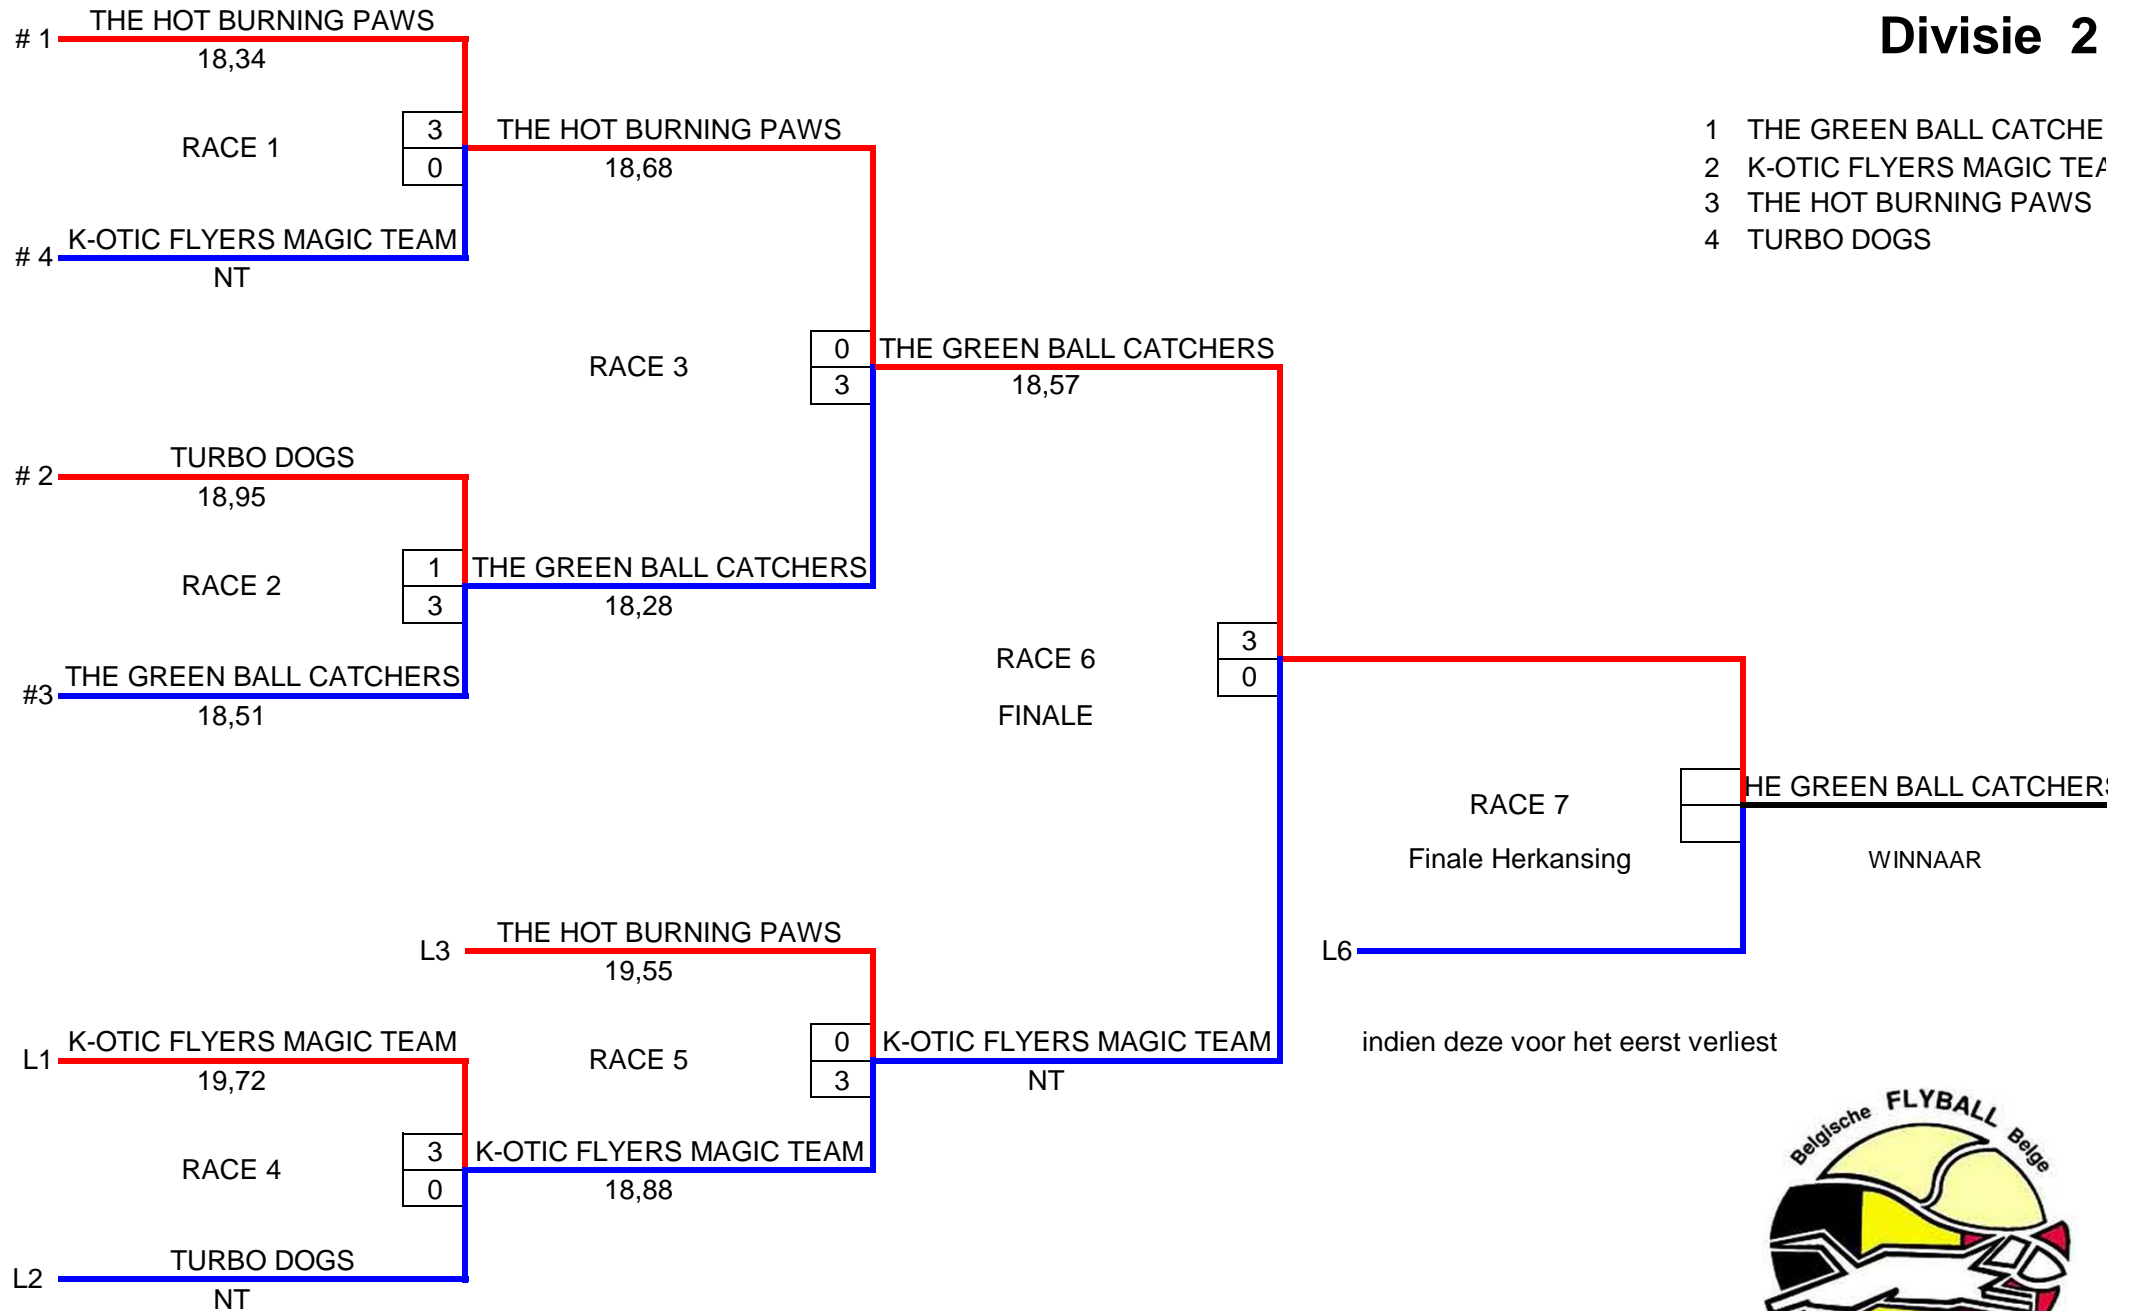 Divisie 2
1 THE GREEN BALL CATCHE
2 K-OTIC FLYERS MAGIC TEA
3 THE HOT BURNING PAWS
4 TURBO DOGS
# 1 THE HOT BURNING PAWS
18,34
RACE 1
3
0
# 4 K-OTIC FLYERS MAGIC TEAM
NT
THE HOT BURNING PAWS
18,68
RACE 3
0
3
# 2 TURBO DOGS
18,95
RACE 2
1
3
#3 THE GREEN BALL CATCHERS
18,51
THE GREEN BALL CATCHERS
18,28
THE GREEN BALL CATCHERS
18,57
RACE 6
FINALE
3
0
RACE 7
Finale Herkansing
HE GREEN BALL CATCHERS
WINNAAR
L6
indien deze voor het eerst verliest
L3 THE HOT BURNING PAWS
19,55
RACE 5
0
3
K-OTIC FLYERS MAGIC TEAM
NT
L1 K-OTIC FLYERS MAGIC TEAM
19,72
RACE 4
3
0
K-OTIC FLYERS MAGIC TEAM
18,88
L2 TURBO DOGS
NT
Belgische FLYBALL Belge